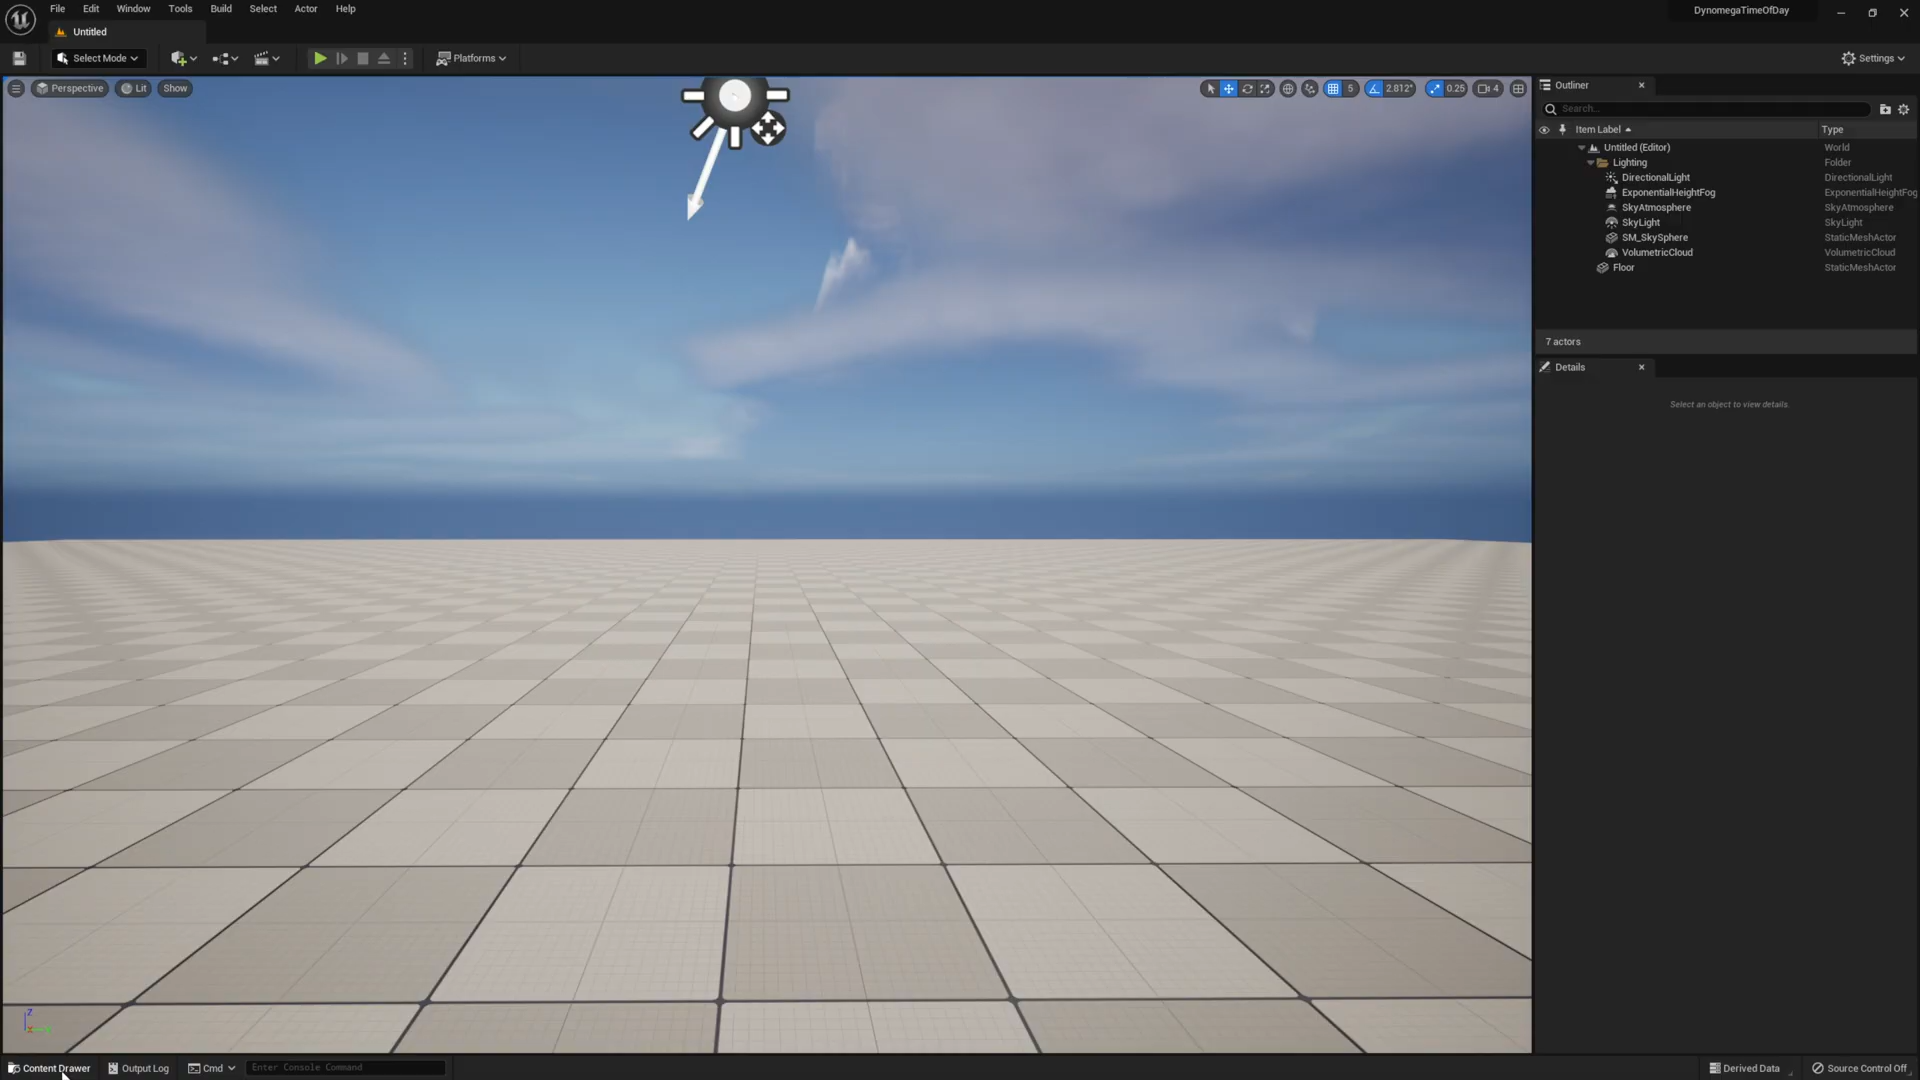 File Edit Window Tools Build Select Actor Help
DynomegaTimeOfDay
Untitled
Select Mode
Platforms
Settings
Perspective Lit Show
5 2.812° 0.25 4
Outliner
Search...
Item Label Type
Untitled (Editor) World
Lighting Folder
DirectionalLight DirectionalLight
ExponentialHeightFog ExponentialHeightFog
SkyAtmosphere SkyAtmosphere
SkyLight SkyLight
SM_SkySphere StaticMeshActor
VolumetricCloud VolumetricCloud
Floor StaticMeshActor
7 actors
Details
Select an object to view details.
Z
Content Drawer Output Log Cmd Enter Console Command Derived Data Source Control Off